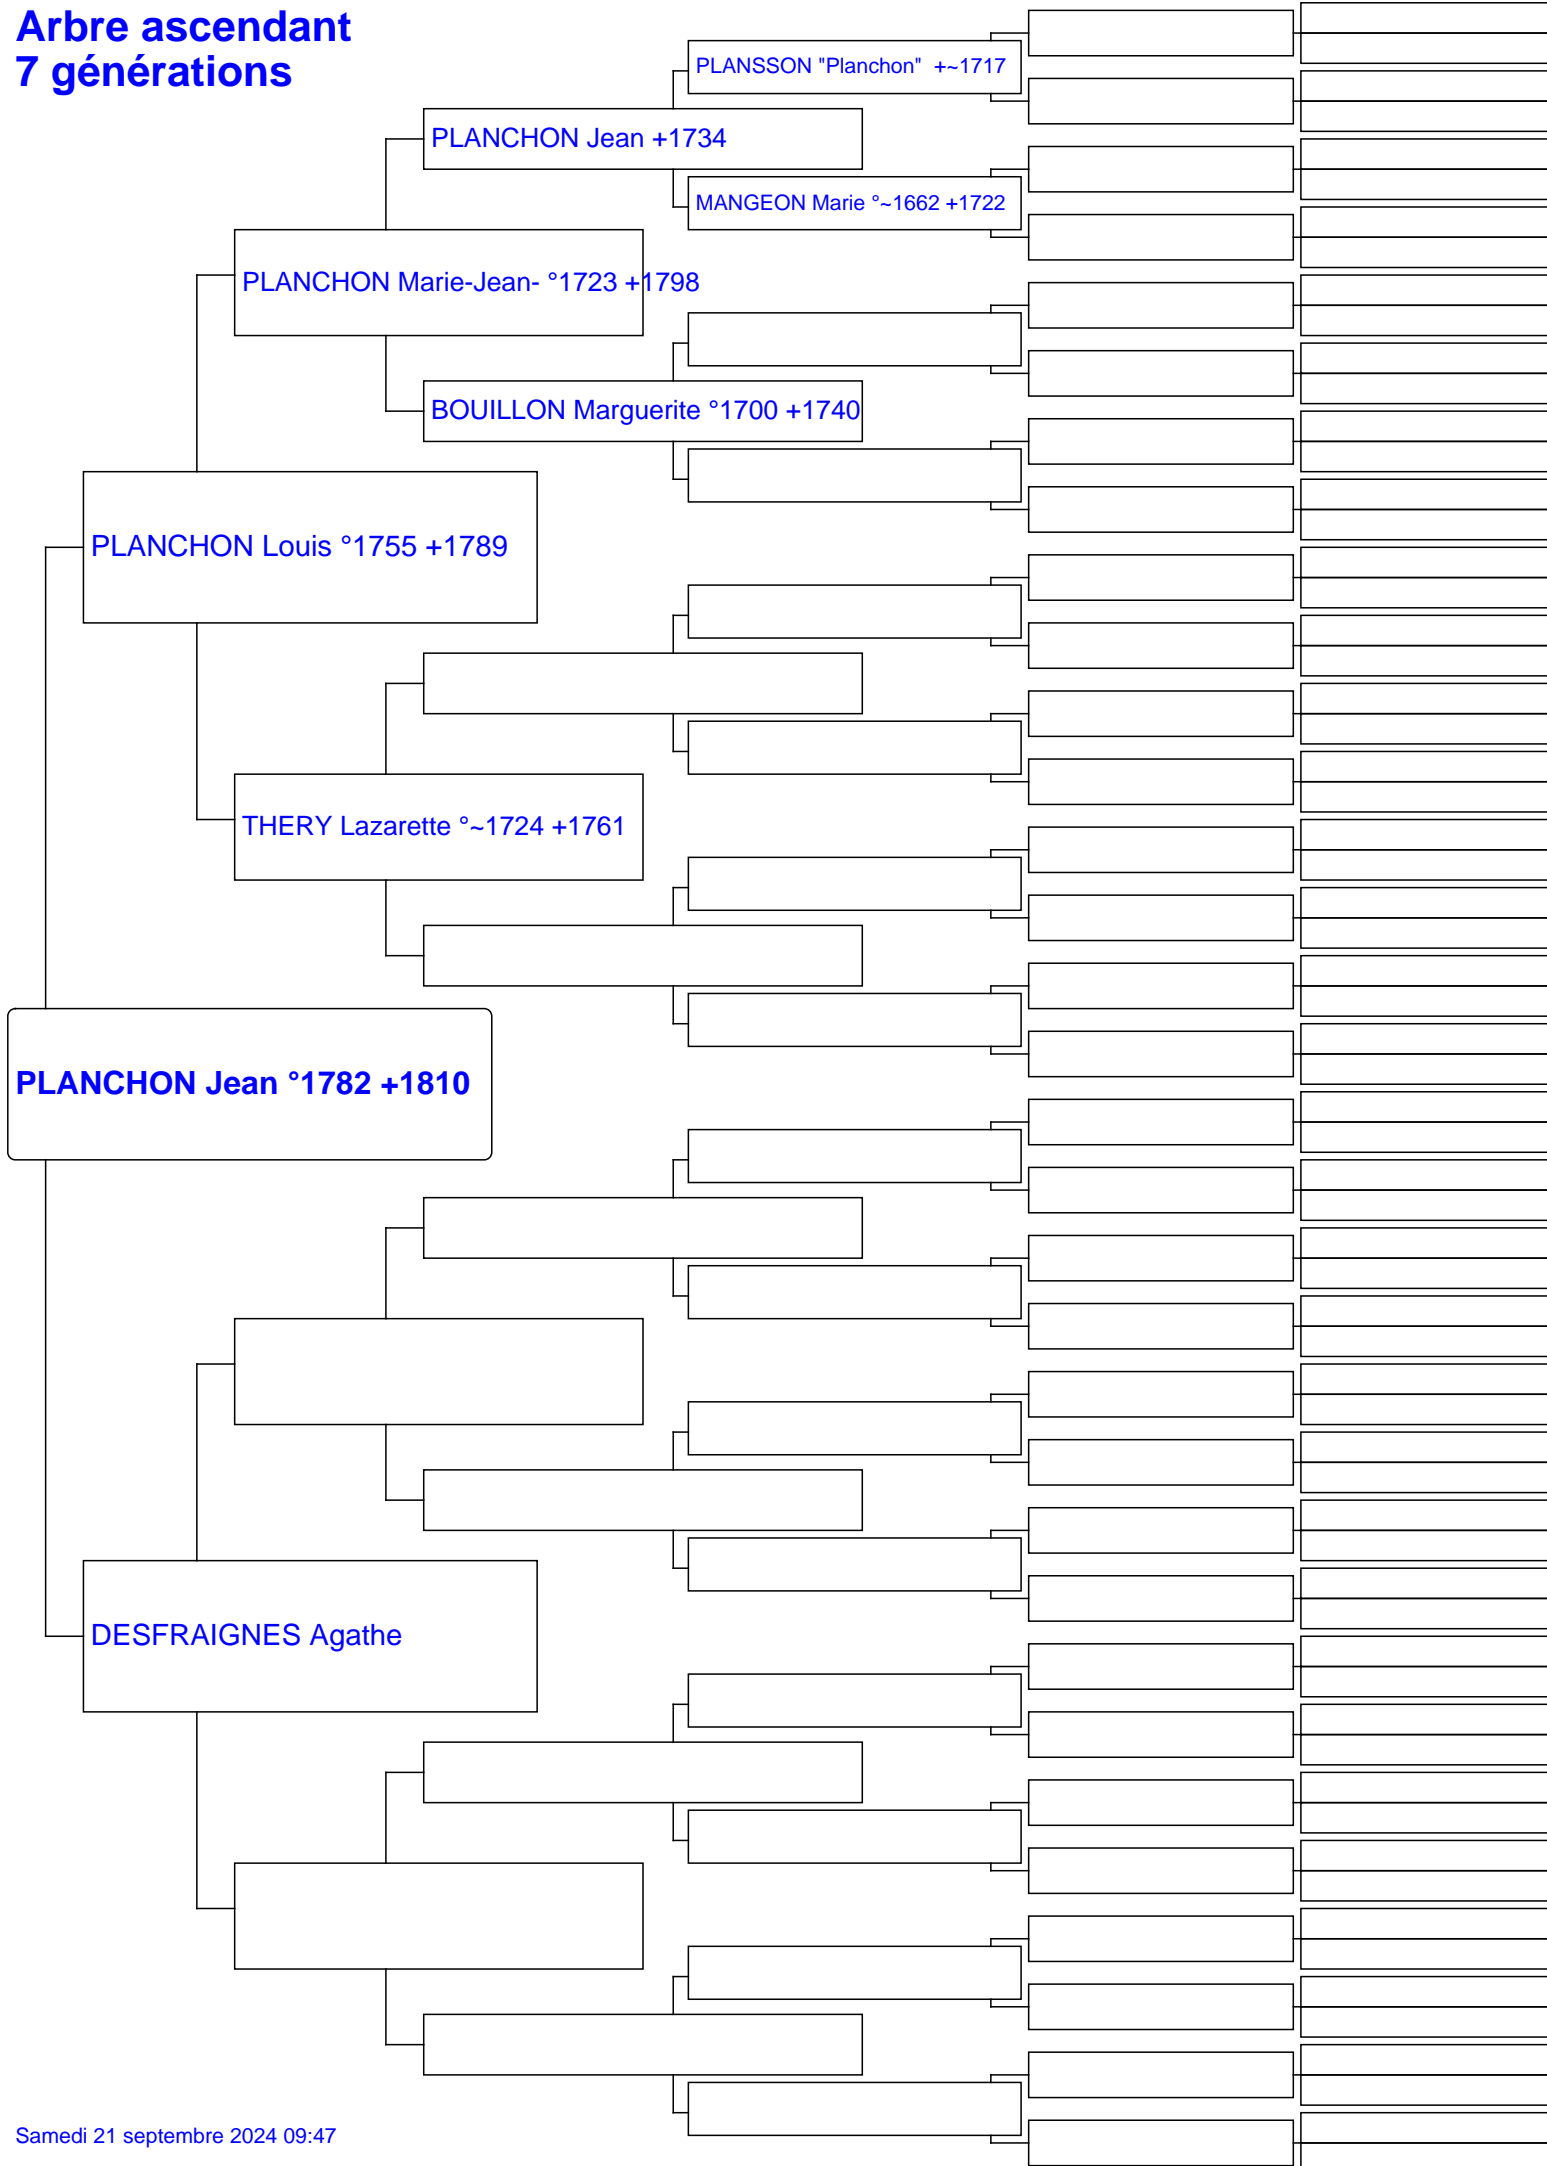 Arbre ascendant
7 générations
PLANSSON "Planchon"  +~1717
PLANCHON Jean +1734
MANGEON Marie °~1662 +1722
PLANCHON Marie-Jean- °1723 +1798
BOUILLON Marguerite °1700 +1740
PLANCHON Louis °1755 +1789
THERY Lazarette °~1724 +1761
PLANCHON Jean °1782 +1810
DESFRAIGNES Agathe
Samedi 21 septembre 2024 09:47